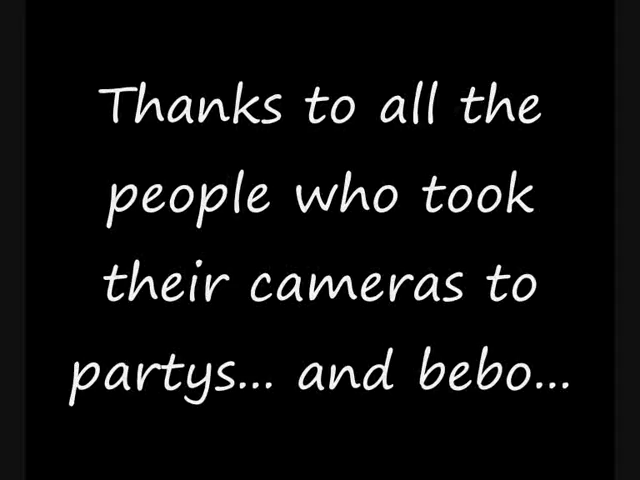 Thanks to all the
people who took
their cameras to
partys... and bebo...